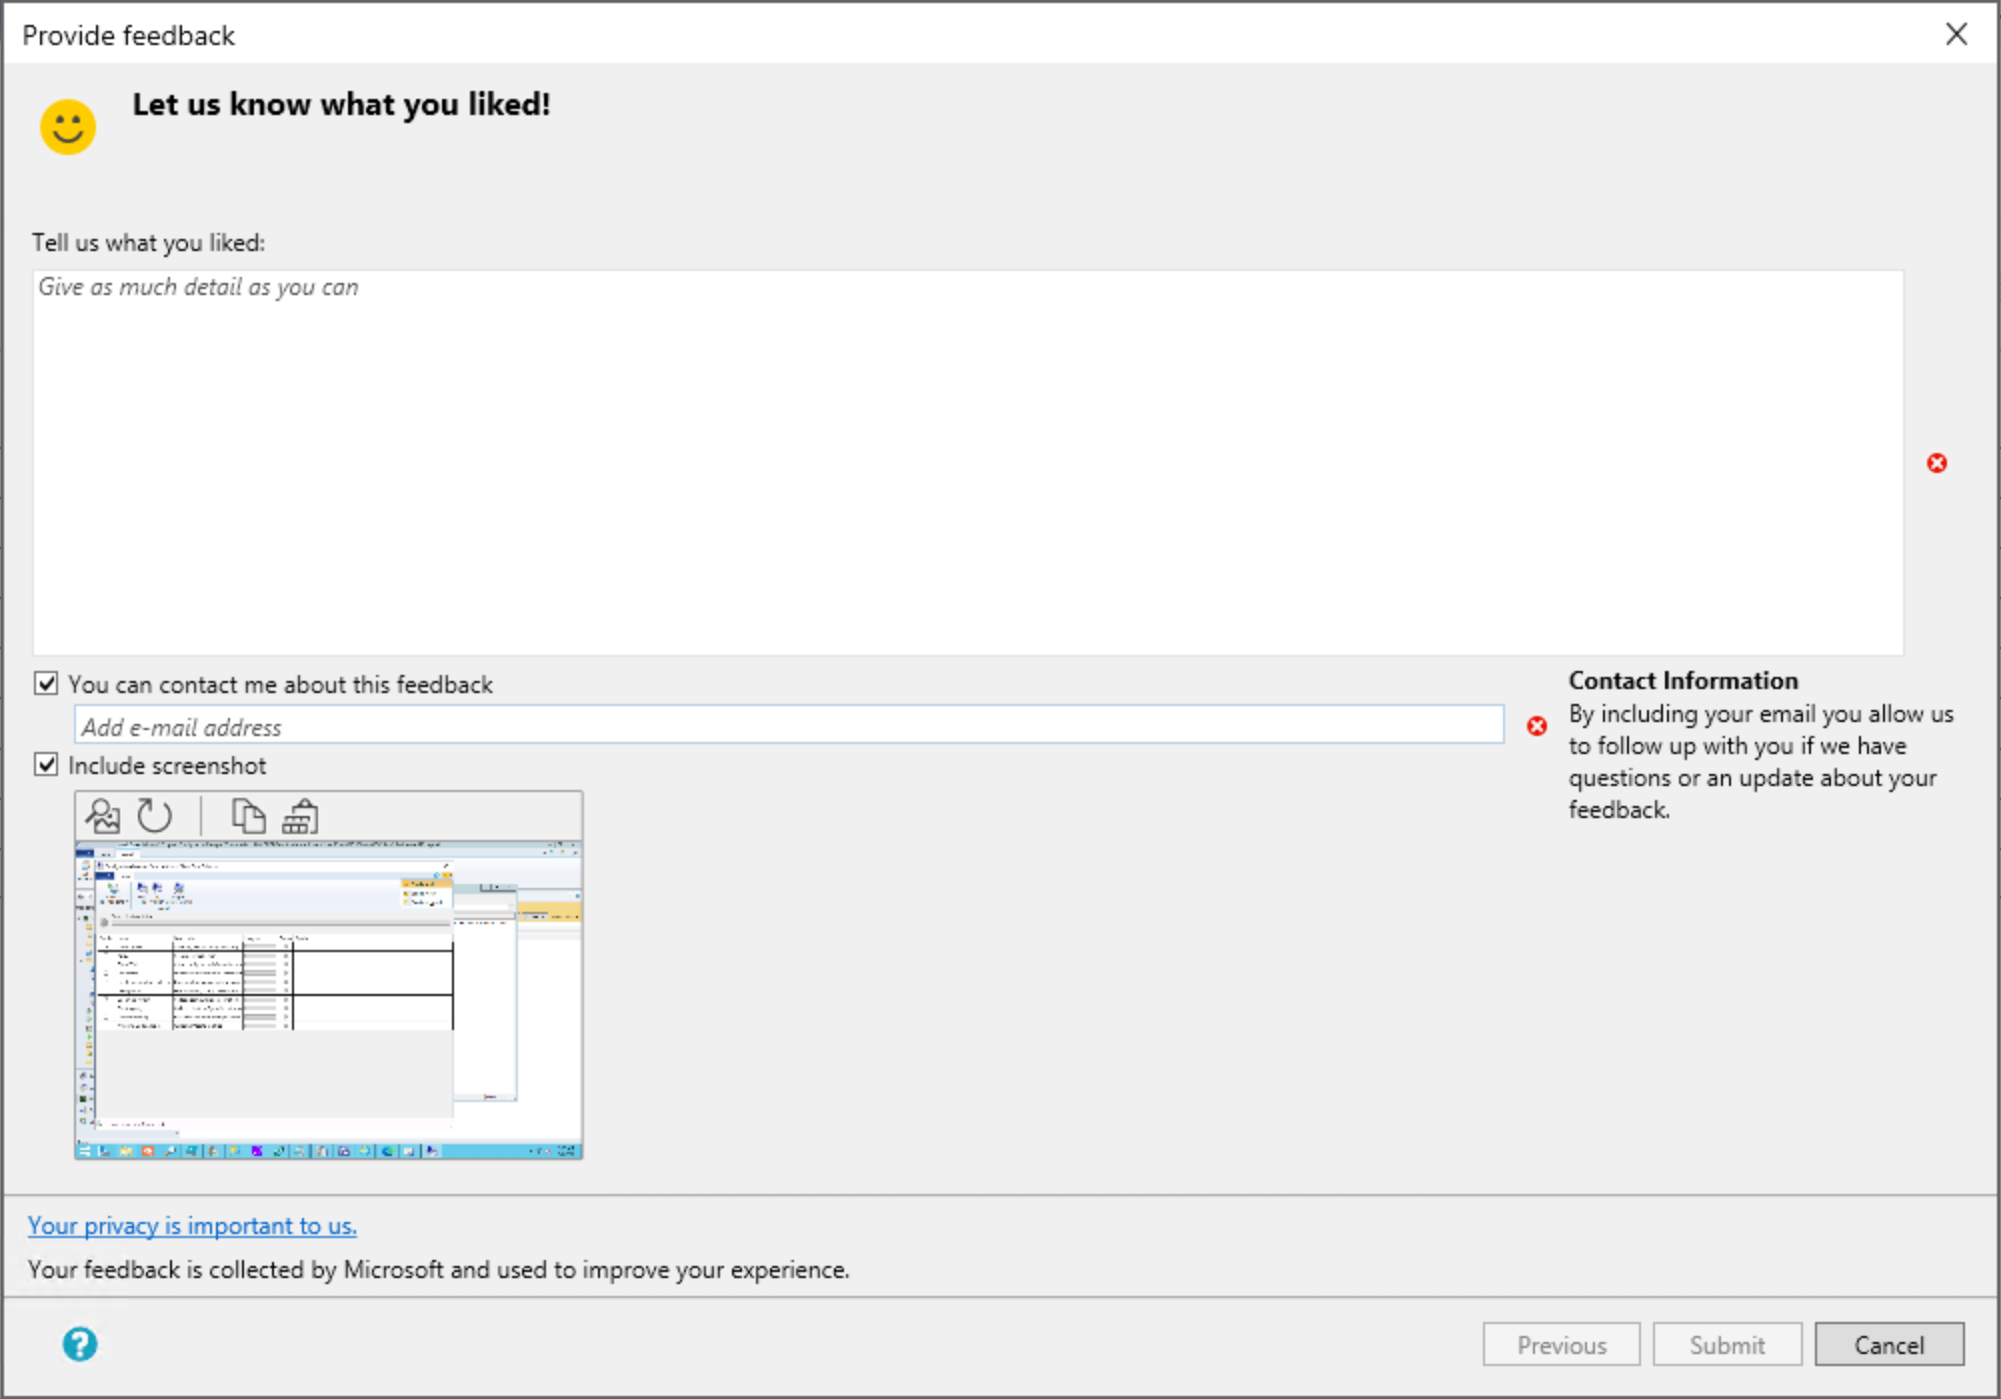 Provide feedback
Let us know what you liked!
Tell us what you liked:
Give as much detail as you can
You can contact me about this feedback
Add e-mail address
Include screenshot
Contact Information
By including your email you allow us
to follow up with you if we have
questions or an update about your
feedback.
Your privacy is important to us.
Your feedback is collected by Microsoft and used to improve your experience.
Previous
Submit
Cancel